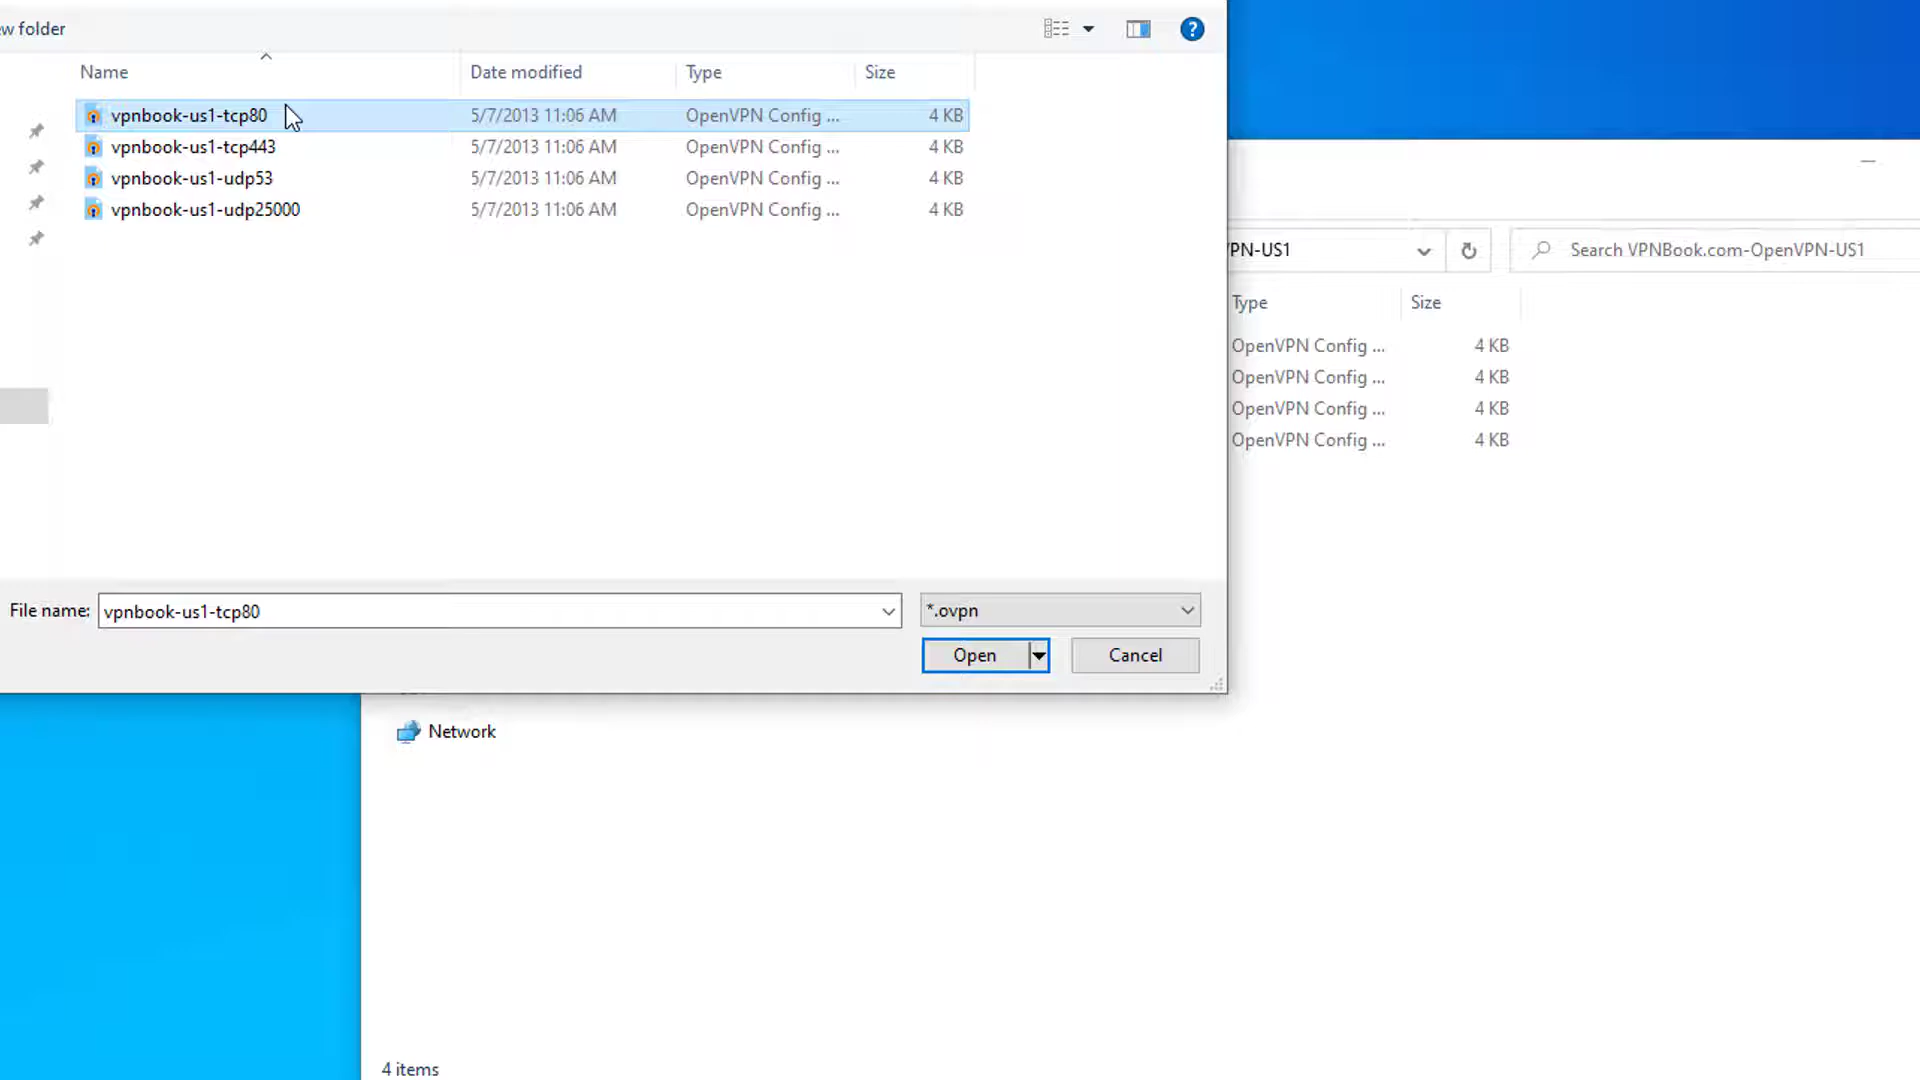 ew folder
Name Date modified Type Size
vpnbook-us1-tcp80 5/7/2013 11:06 AM OpenVPN Config ... 4 KB
vpnbook-us1-tcp443 5/7/2013 11:06 AM OpenVPN Config ... 4 KB
vpnbook-us1-udp53 5/7/2013 11:06 AM OpenVPN Config ... 4 KB
vpnbook-us1-udp25000 5/7/2013 11:06 AM OpenVPN Config ... 4 KB
File name: vpnbook-us1-tcp80 *.ovpn
Open Cancel
PN-US1 Search VPNBook.com-OpenVPN-US1
Type Size
OpenVPN Config ... 4 KB
OpenVPN Config ... 4 KB
OpenVPN Config ... 4 KB
OpenVPN Config ... 4 KB
Network
4 items